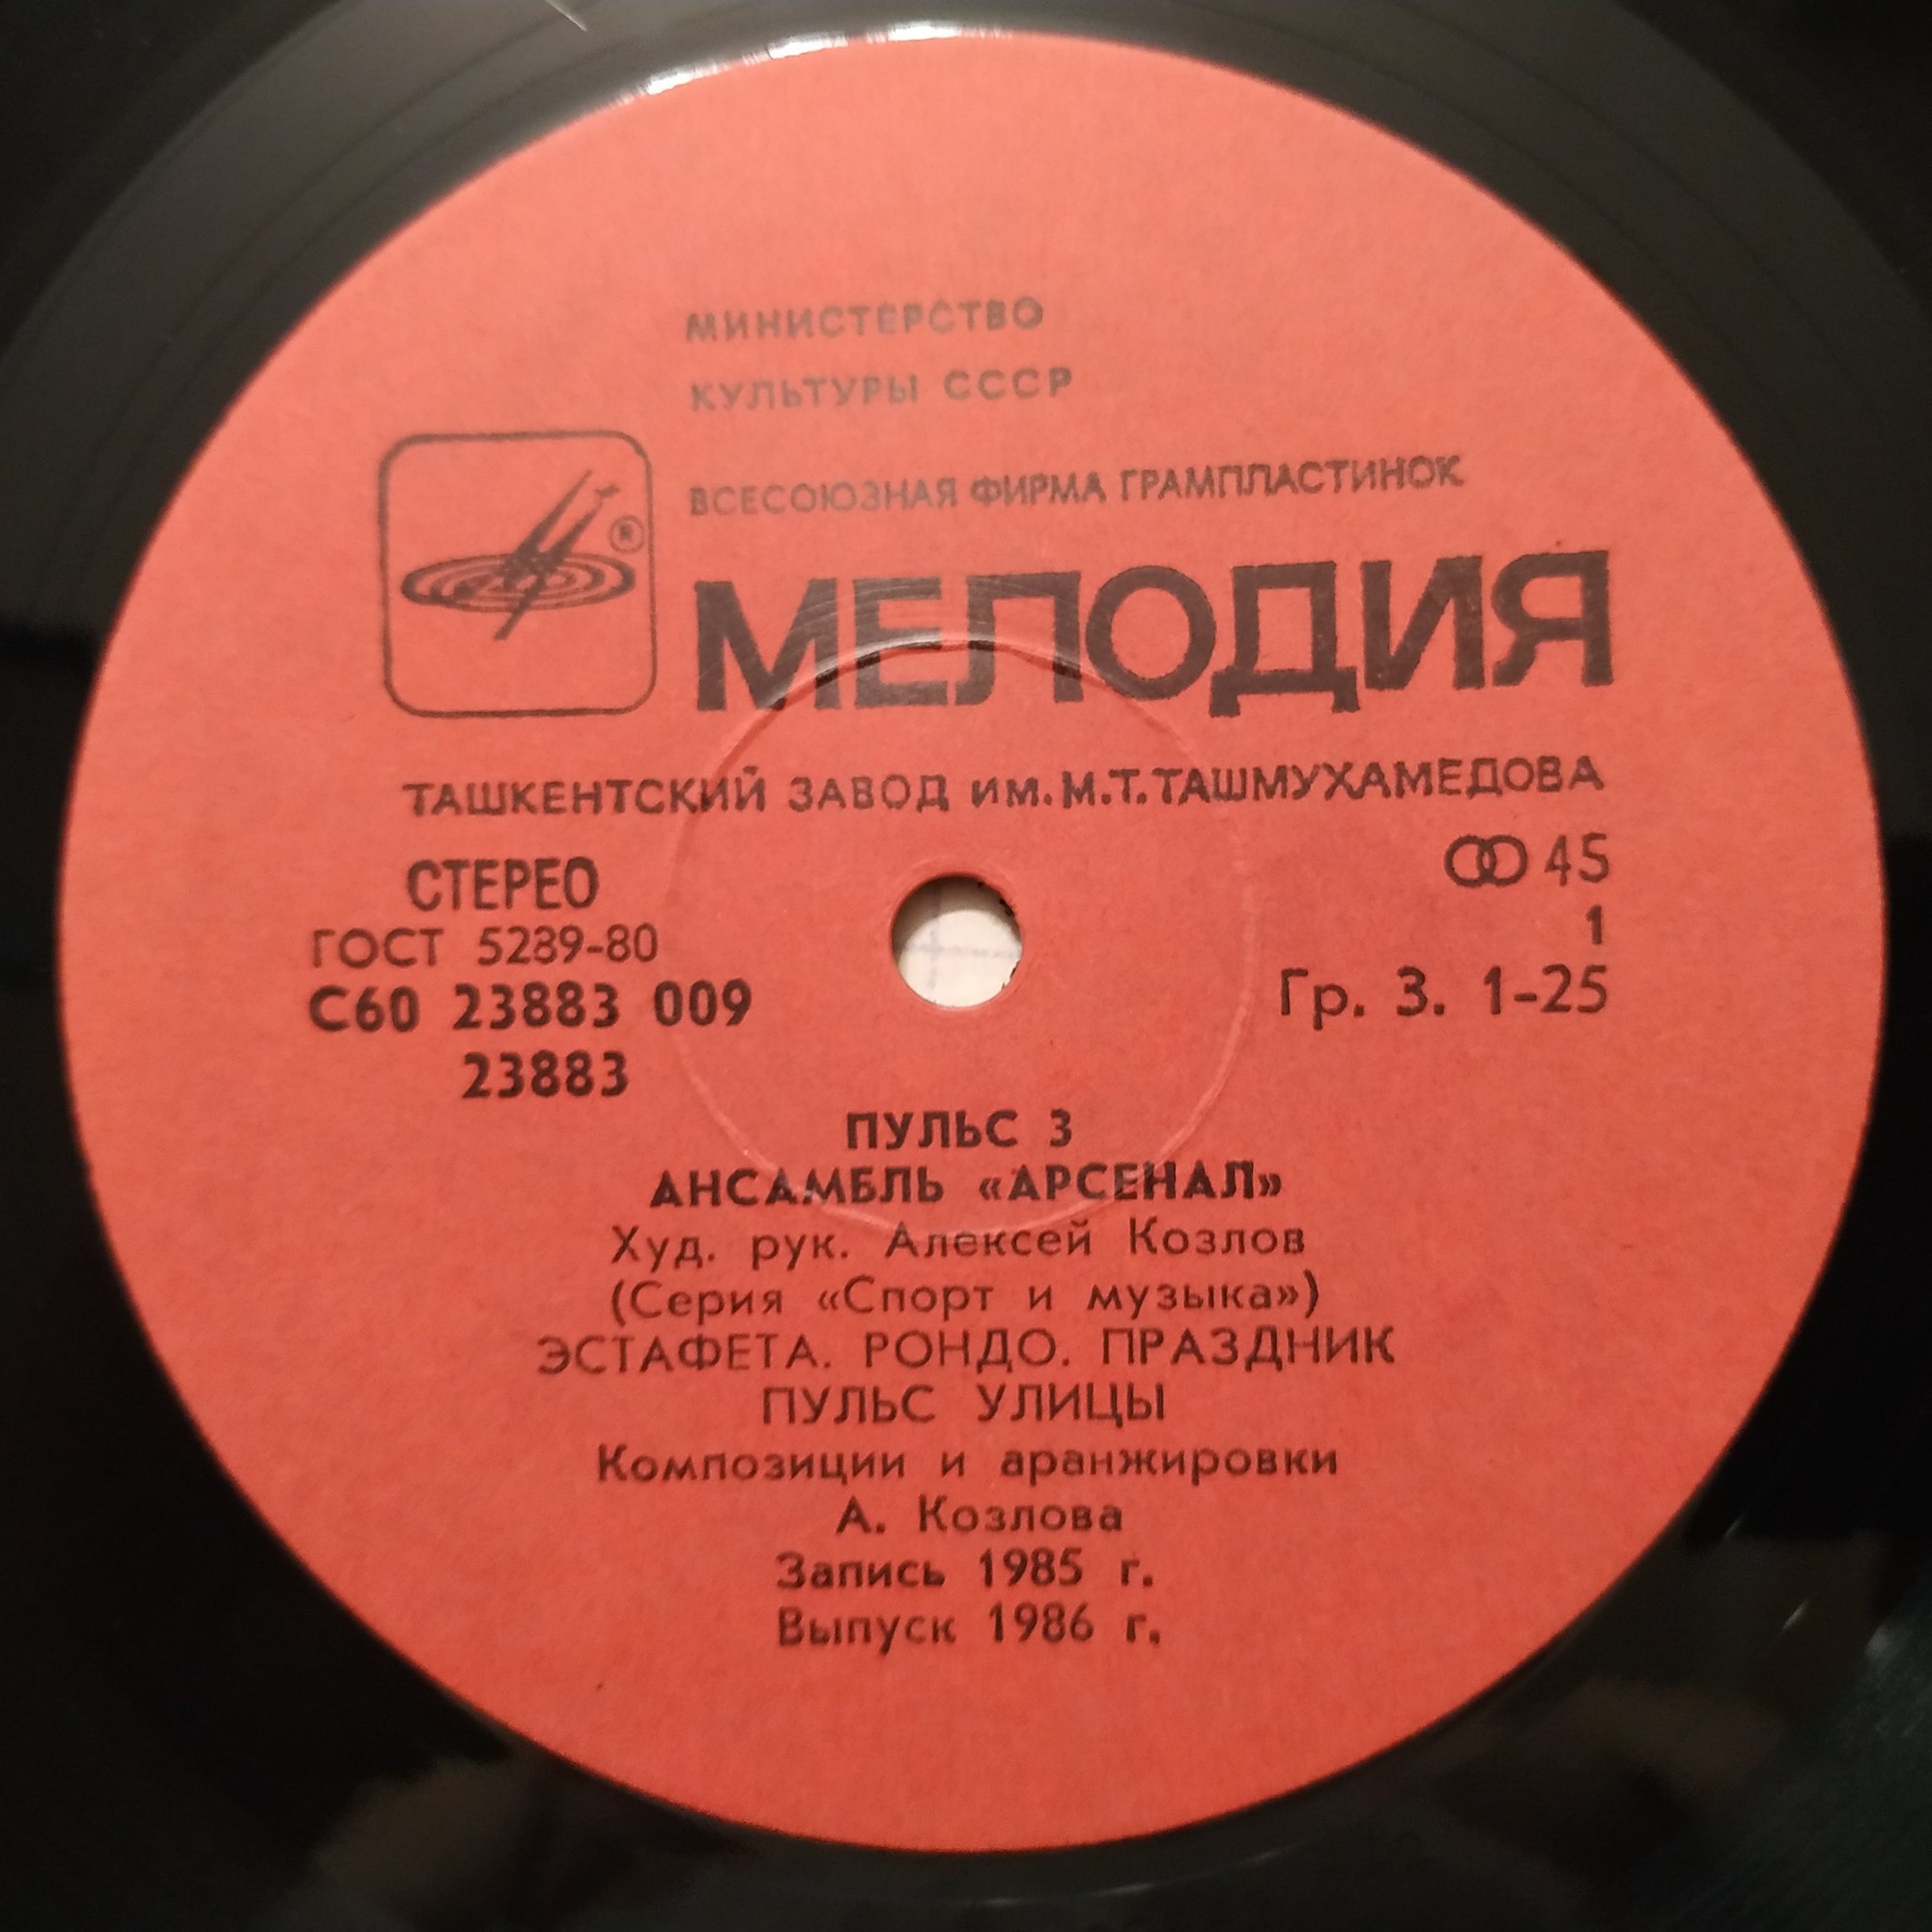 МИНИСТЕРСТВО
КУЛЬТУРЫ СССР
ВСЕСОЮЗНАЯ ФИРМА ГРАМПЛАСТИНОК
®
МЕЛОДИЯ
ТАШКЕНТСКИЙ ЗАВОД ИМ. М.Т. ТАШМУХАМЕДОВА
СТЕРЕО
45
ГОСТ 5289-80
1
С60 23883 009
Гр. 3. 1-25
23883
ПУЛЬС 3
АНСАМБЛЬ «АРСЕНАЛ»
Худ. рук. Алексей Козлов
(Серия «Спорт и музыка»)
ЭСТАФЕТА. РОНДО. ПРАЗДНИК
ПУЛЬС УЛИЦЫ
Композиции и аранжировки
А. Козлова
Запись 1985 г.
Выпуск 1986 г.